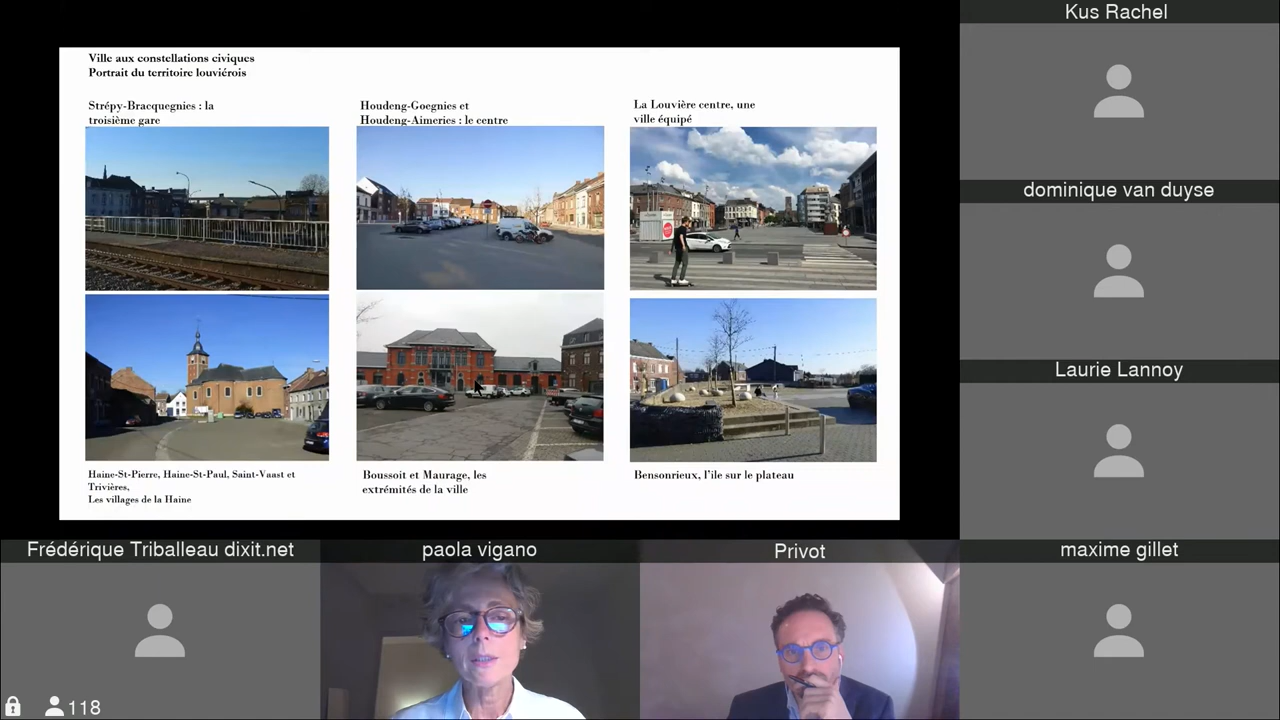 Ville aux constellations civiques
Portrait du territoire louviérois
Strépy-Bracquegnies : la
troisième gare
Houdeng-Goegnies et
Houdeng-Aimeries : le centre
La Louvière centre, une
ville équipé
Haine-St-Pierre, Haine-St-Paul, Saint-Vaast et
Trivières,
Les villages de la Haine
Boussoit et Maurage, les
extrémités de la ville
Bensonrieux, l'ile sur le plateau
Kus Rachel
dominique van duyse
Laurie Lannoy
Frédérique Triballeau dixit.net
paola vigano
Privot
maxime gillet
118